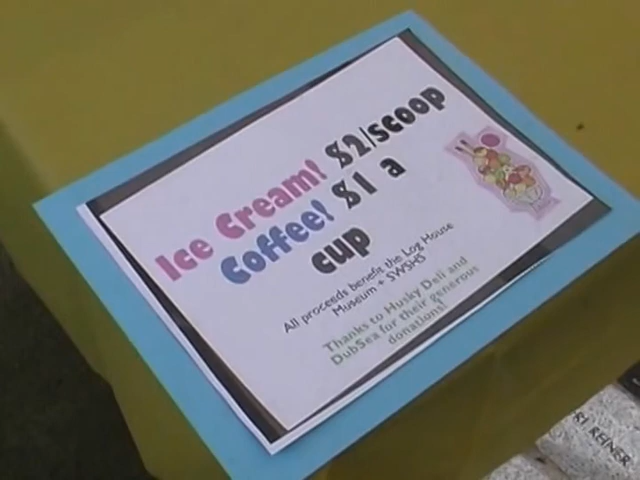 Ice Cream! $2/scoop
Coffee! $1 a
cup
All proceeds benefit the Log House
Museum + SWSHS
Thanks to Husky Deli and
DubSea for their generous
donations!
REINER